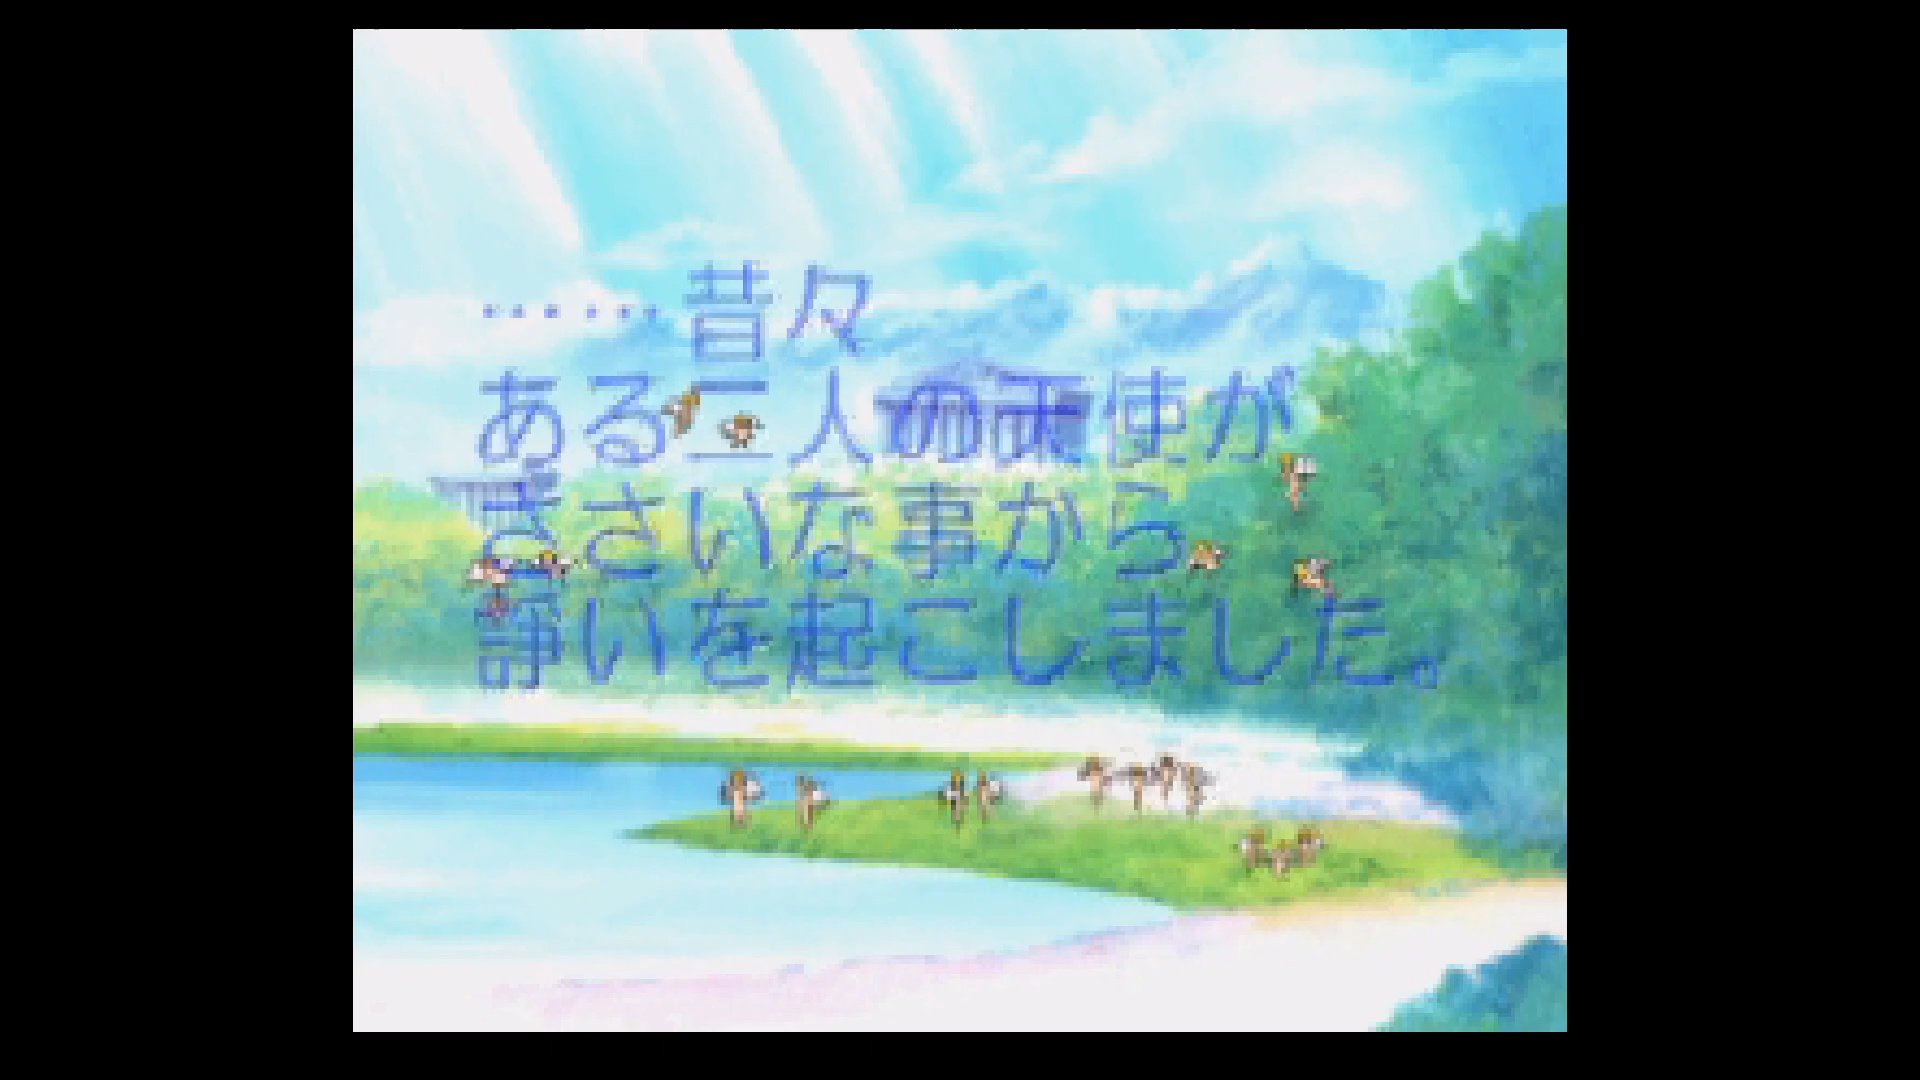 ……昔々
ある二人の天使が
ささいな事から
諍いを起こしました。